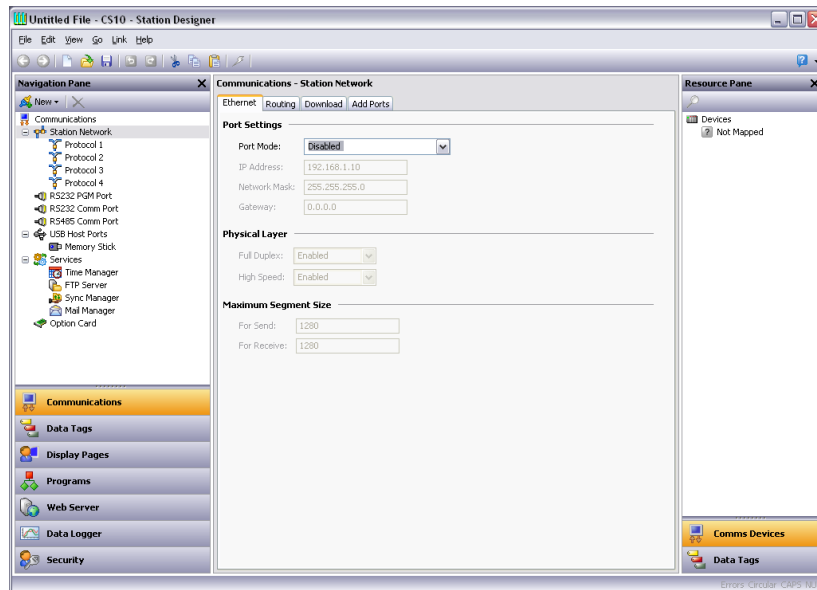 Untitled File - CS10 - Station Designer
File Edit View Go Link Help
Navigation Pane
New
Communications
Station Network
Protocol 1
Protocol 2
Protocol 3
Protocol 4
RS232 PGM Port
RS232 Comm Port
RS485 Comm Port
USB Host Ports
Memory Stick
Services
Time Manager
FTP Server
Sync Manager
Mail Manager
Option Card
Communications
Data Tags
Display Pages
Programs
Web Server
Data Logger
Security
Communications - Station Network
Ethernet Routing Download Add Ports
Port Settings
Port Mode: Disabled
IP Address: 192.168.1.10
Network Mask: 255.255.255.0
Gateway: 0.0.0.0
Physical Layer
Full Duplex: Enabled
High Speed: Enabled
Maximum Segment Size
For Send: 1280
For Receive: 1280
Resource Pane
Devices
Not Mapped
Comms Devices
Data Tags
Errors Circular CAPS NU